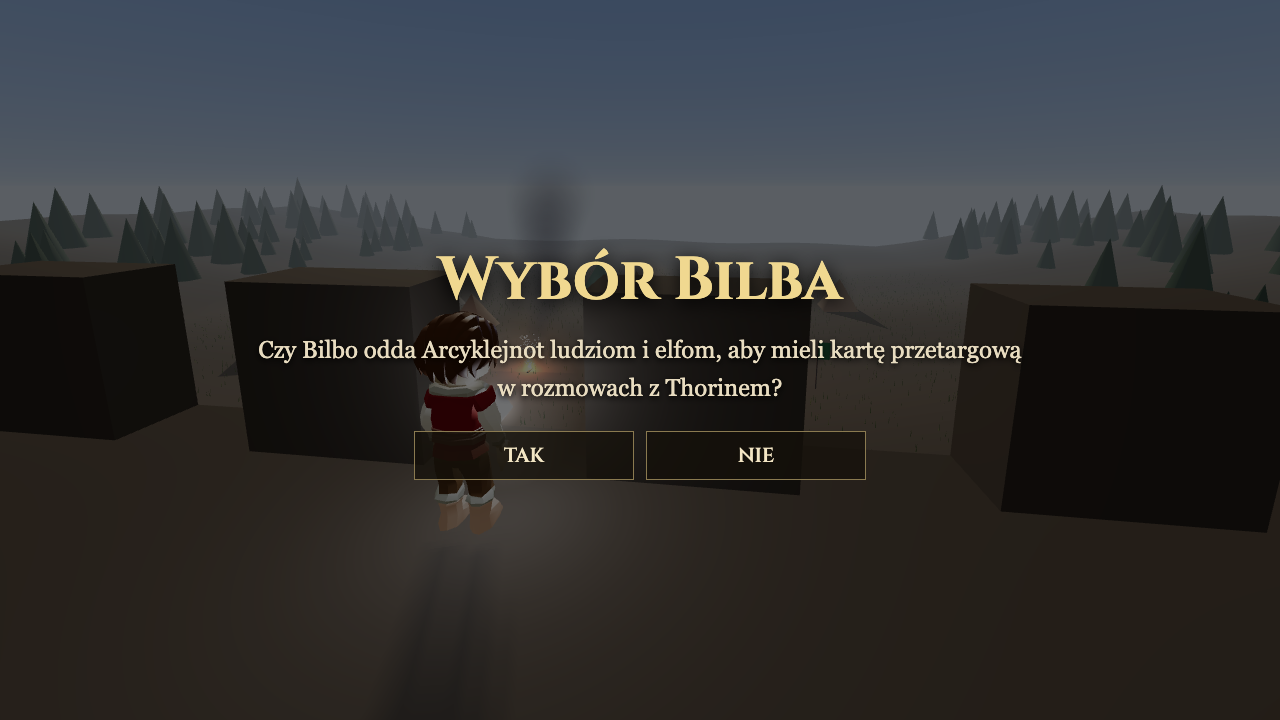 Wybór Bilba
Czy Bilbo odda Arcyklejnot ludziom i elfom, aby mieli kartę przetargową
w rozmowach z Thorinem?
TAK
NIE